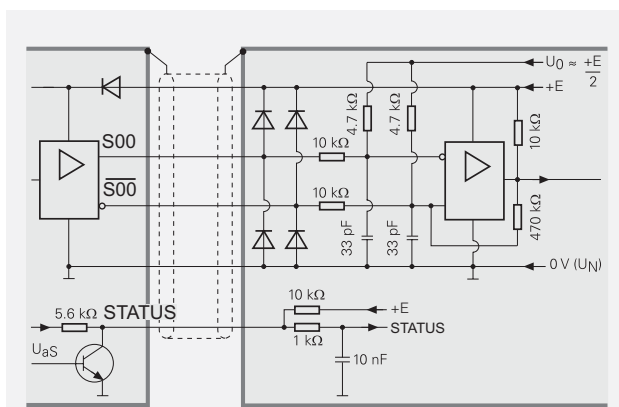 U0 ≈ +E
2
+E
S00
4.7 kΩ
4.7 kΩ
10 kΩ
10 kΩ
S00
10 kΩ
33 pF
33 pF
470 kΩ
0 V (UN)
10 kΩ
+E
5.6 kΩ STATUS
STATUS
1 kΩ
UaS
10 nF